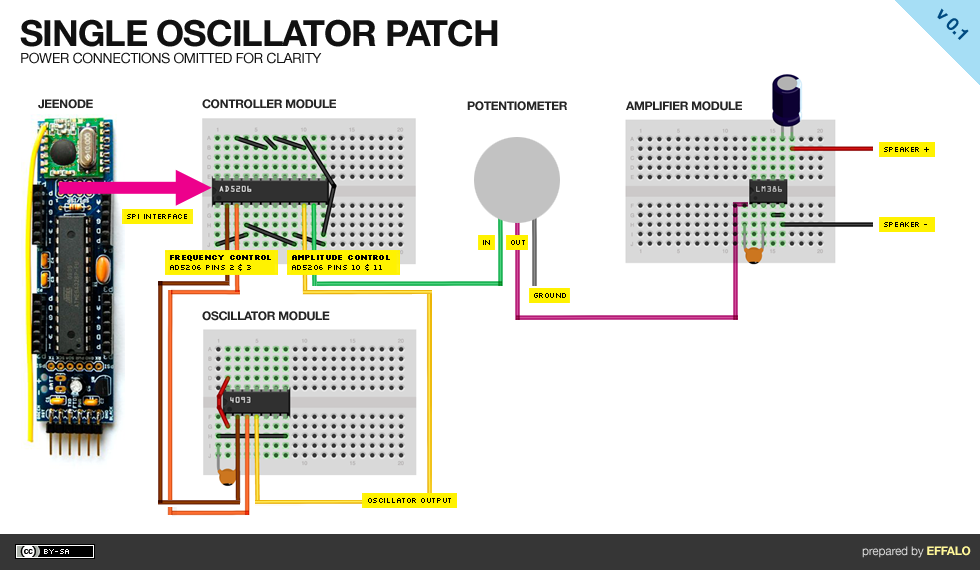 SINGLE OSCILLATOR PATCH
POWER CONNECTIONS OMITTED FOR CLARITY
v 0.1
JEENODE
CONTROLLER MODULE
POTENTIOMETER
AMPLIFIER MODULE
SPEAKER +
AD5206
LM386
SPI INTERFACE
SPEAKER -
IN
OUT
FREQUENCY CONTROL
AD5206 PINS 2 & 3
AMPLITUDE CONTROL
AD5206 PINS 10 & 11
GROUND
OSCILLATOR MODULE
4093
OSCILLATOR OUTPUT
cc BY-SA
prepared by EFFALO